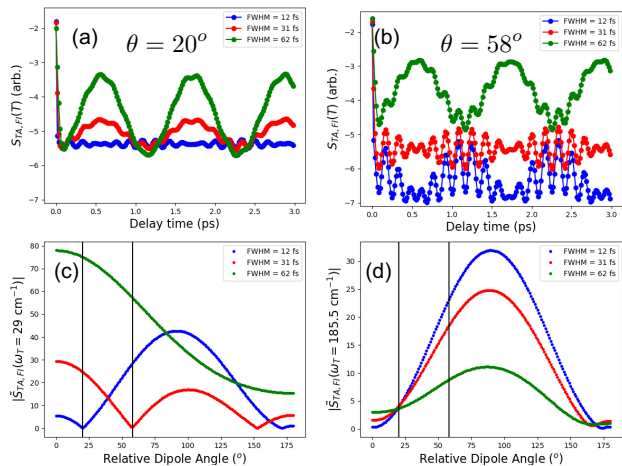 (a)
θ = 20°
FWHM = 12 fs
FWHM = 31 fs
FWHM = 62 fs
S_TA,FI(T) (arb.)
−2
−3
−4
−5
−6
−7
0.0 0.5 1.0 1.5 2.0 2.5 3.0
Delay time (ps)
(b)
θ = 58°
FWHM = 12 fs
FWHM = 31 fs
FWHM = 62 fs
S_TA,FI(T) (arb.)
−2
−3
−4
−5
−6
−7
0.0 0.5 1.0 1.5 2.0 2.5 3.0
Delay time (ps)
(c)
FWHM = 12 fs
FWHM = 31 fs
FWHM = 62 fs
|S̃_TA,FI(ω_T = 29 cm⁻¹)|
80
70
60
50
40
30
20
10
0
0 25 50 75 100 125 150 175
Relative Dipole Angle (°)
(d)
FWHM = 12 fs
FWHM = 31 fs
FWHM = 62 fs
|S̃_TA,FI(ω_T = 185.5 cm⁻¹)|
30
25
20
15
10
5
0
0 25 50 75 100 125 150 175
Relative Dipole Angle (°)